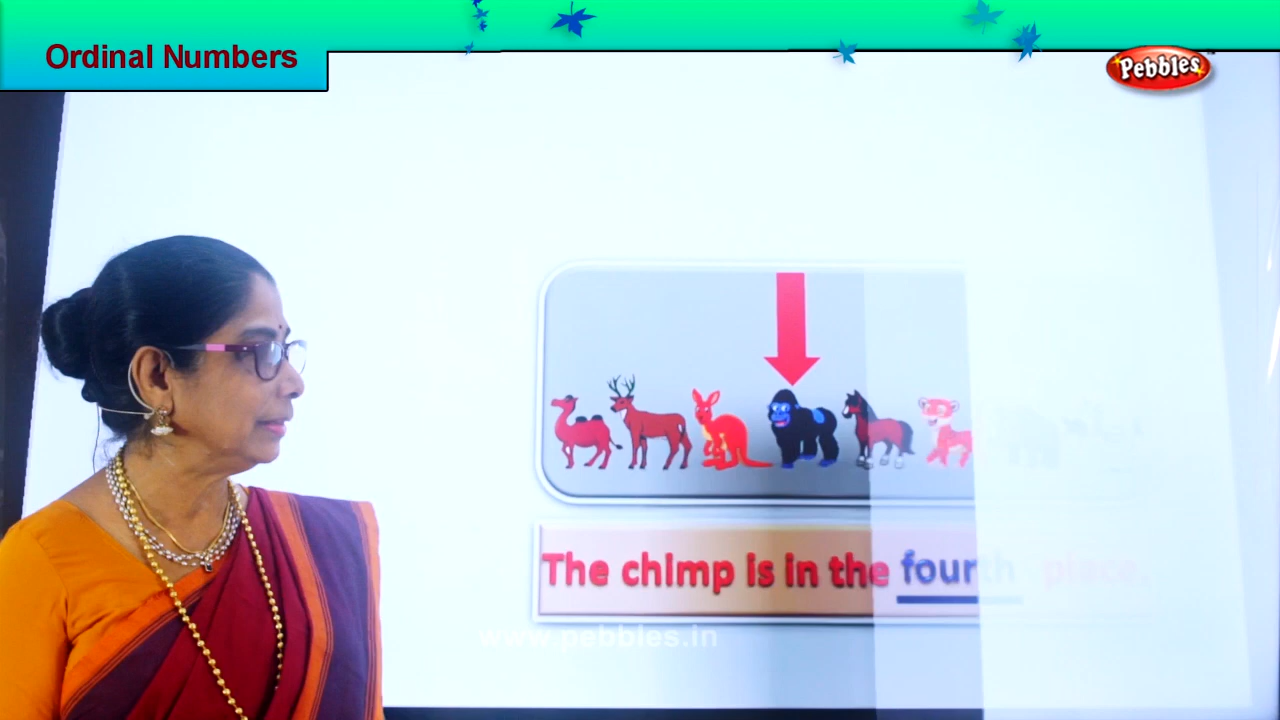 Ordinal Numbers
Pebbles
The chimp is in the fourth place.
www.pebbles.in